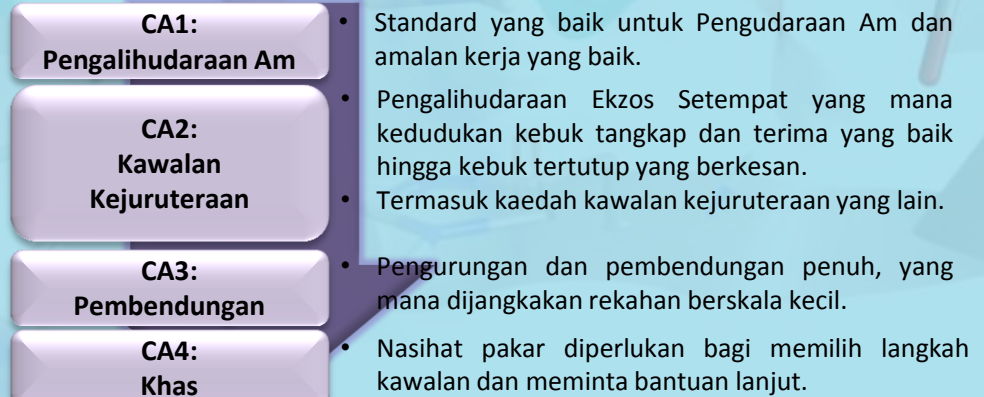 CA1:
Pengalihudaraan Am
• Standard yang baik untuk Pengudaraan Am dan
amalan kerja yang baik.
CA2:
Kawalan
Kejuruteraan
• Pengalihudaraan Ekzos Setempat yang mana
kedudukan kebuk tangkap dan terima yang baik
hingga kebuk tertutup yang berkesan.
• Termasuk kaedah kawalan kejuruteraan yang lain.
CA3:
Pembendungan
• Pengurungan dan pembendungan penuh, yang
mana dijangkakan rekahan berskala kecil.
CA4:
Khas
• Nasihat pakar diperlukan bagi memilih langkah
kawalan dan meminta bantuan lanjut.